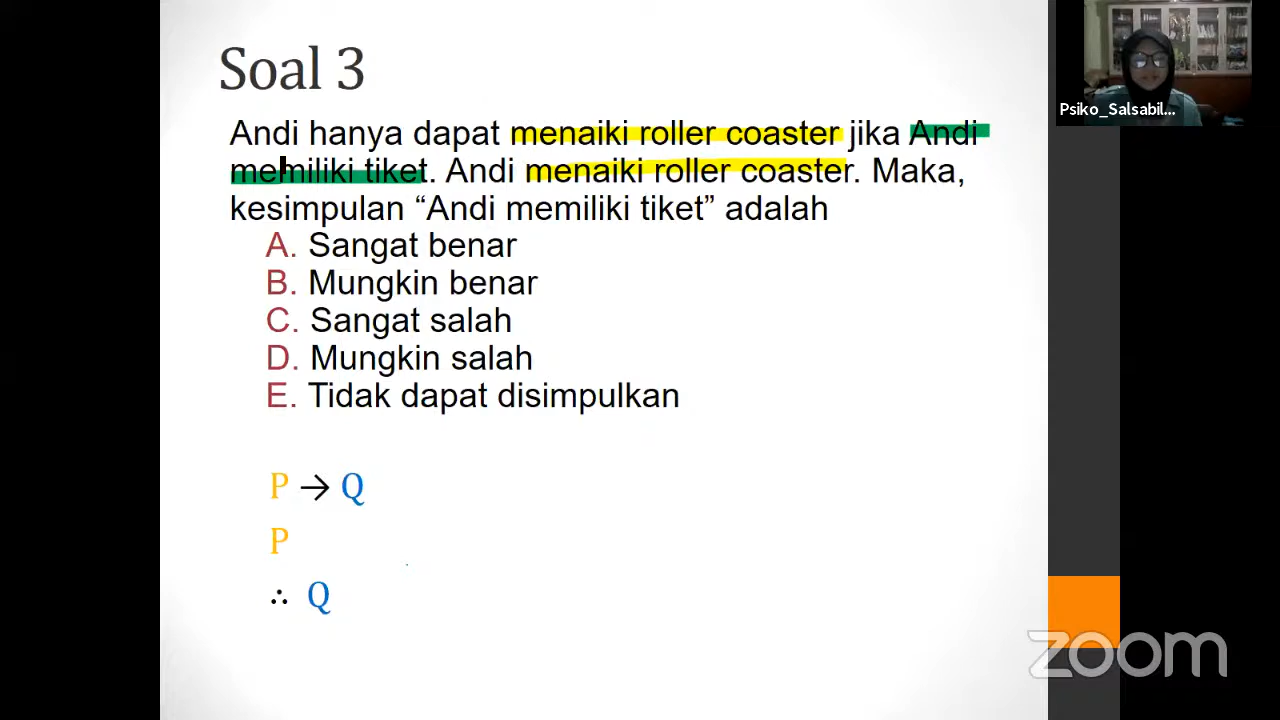 Soal 3
Psiko_Salsabil...
Andi hanya dapat menaiki roller coaster jika Andi
memiliki tiket. Andi menaiki roller coaster. Maka,
kesimpulan “Andi memiliki tiket” adalah
A. Sangat benar
B. Mungkin benar
C. Sangat salah
D. Mungkin salah
E. Tidak dapat disimpulkan
P → Q
P
∴ Q
zoom